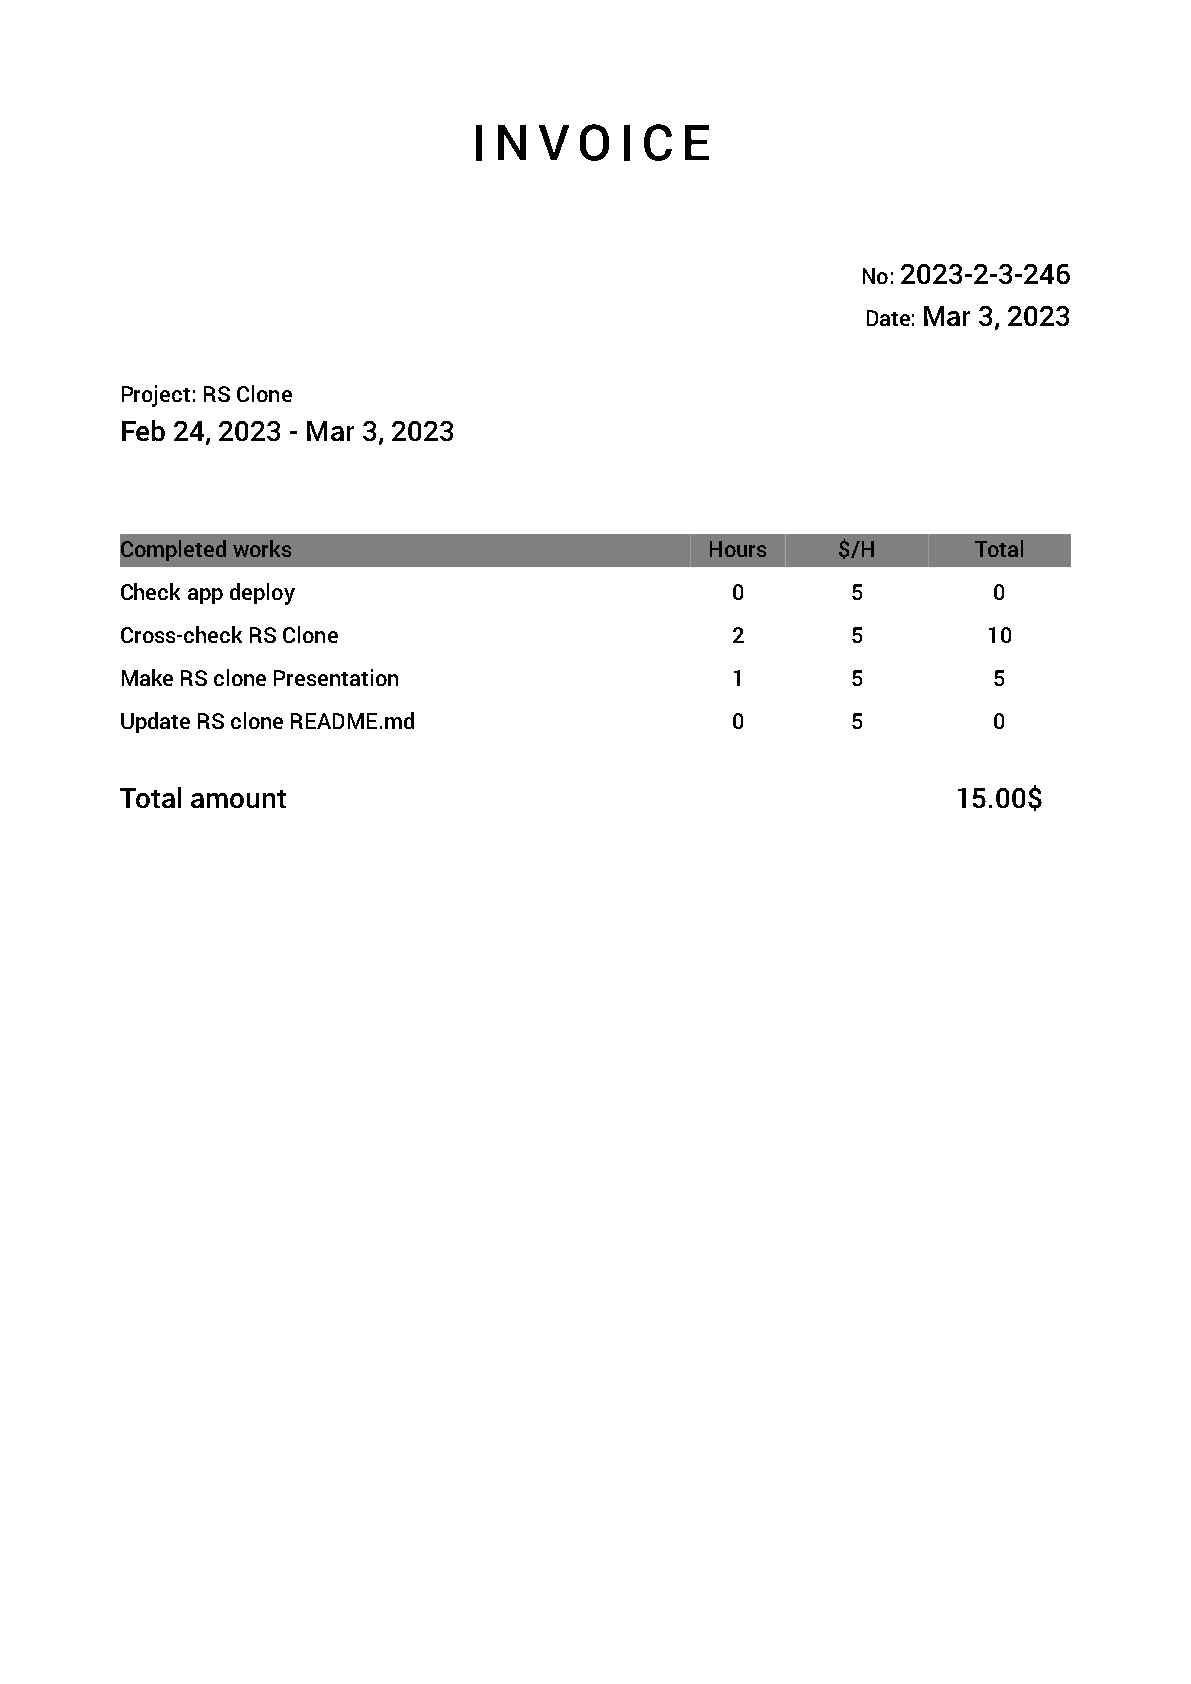 INVOICE
No: 2023-2-3-246
Date: Mar 3, 2023
Project: RS Clone
Feb 24, 2023 - Mar 3, 2023
Completed works Hours $/H Total
Check app deploy 0 5 0
Cross-check RS Clone 2 5 10
Make RS clone Presentation 1 5 5
Update RS clone README.md 0 5 0
Total amount 15.00$